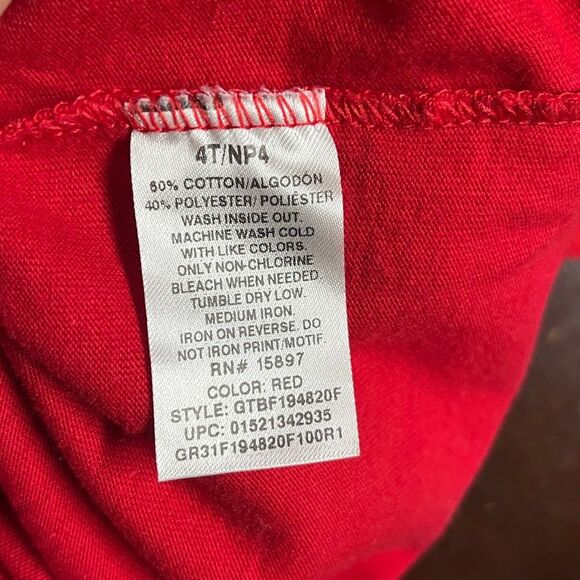 4T/NP4
60% COTTON/ALGODON
40% POLYESTER/POLIÉSTER
WASH INSIDE OUT.
MACHINE WASH COLD
WITH LIKE COLORS.
ONLY NON-CHLORINE
BLEACH WHEN NEEDED.
TUMBLE DRY LOW.
MEDIUM IRON.
IRON ON REVERSE. DO
NOT IRON PRINT/MOTIF.
RN# 15897
COLOR: RED
STYLE: GTBF194820F
UPC: 01521342935
GR31F194820F100R1